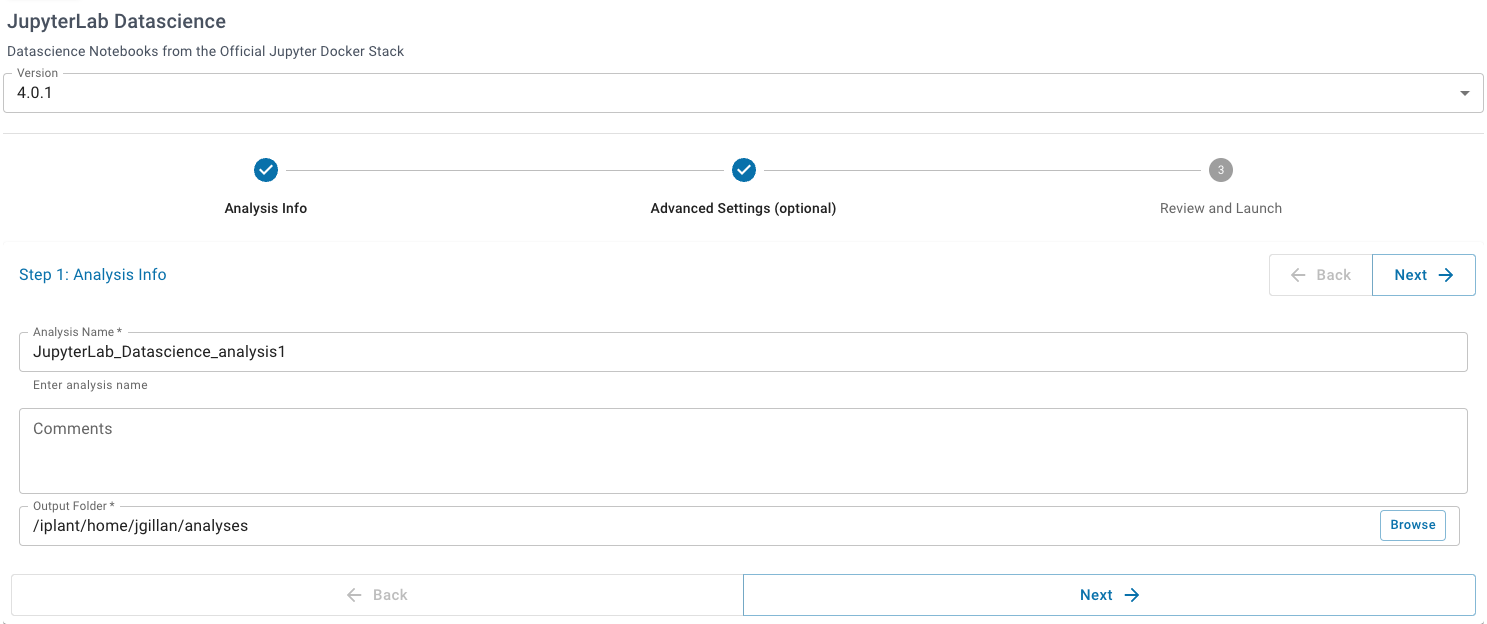 JupyterLab Datascience
Datascience Notebooks from the Official Jupyter Docker Stack
Version
4.0.1
3
Analysis Info
Advanced Settings (optional)
Review and Launch
Step 1: Analysis Info
Back
Next
Analysis Name *
JupyterLab_Datascience_analysis1
Enter analysis name
Comments
Output Folder *
/iplant/home/jgillan/analyses
Browse
Back
Next